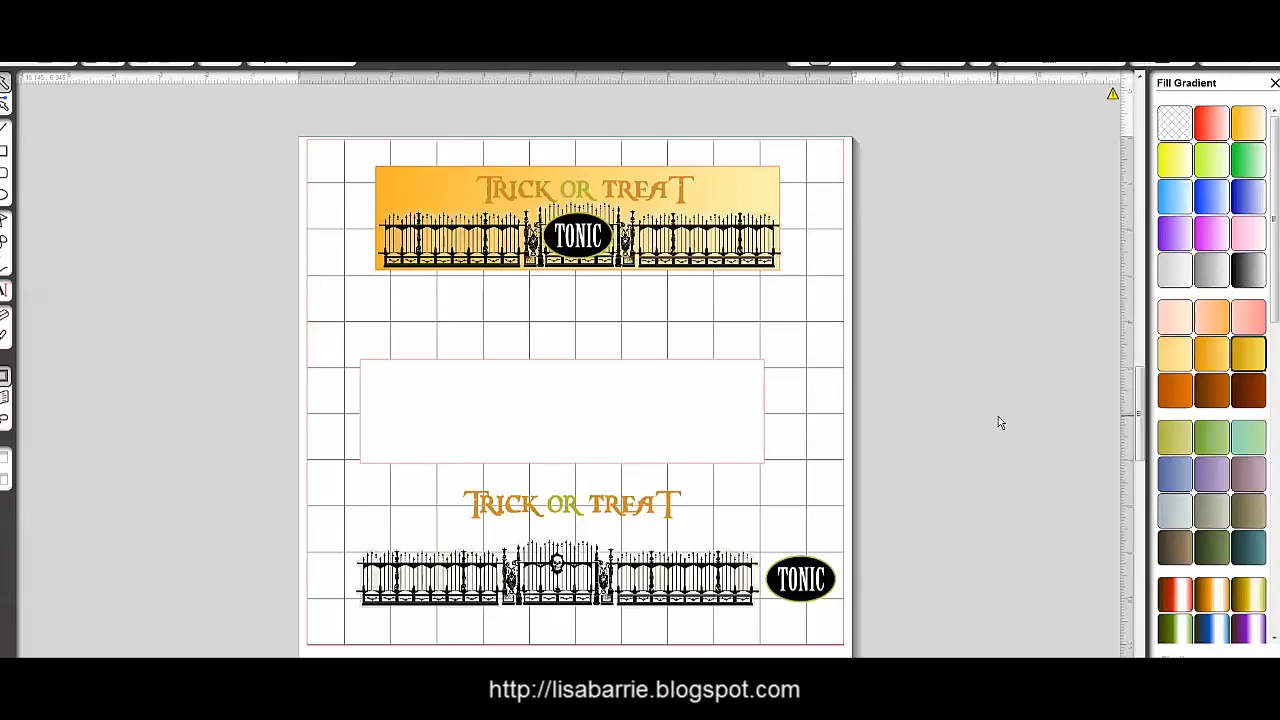 Fill Gradient
TRICK OR TREAT
TONIC
TRICK OR TREAT
TONIC
http://lisabarrie.blogspot.com